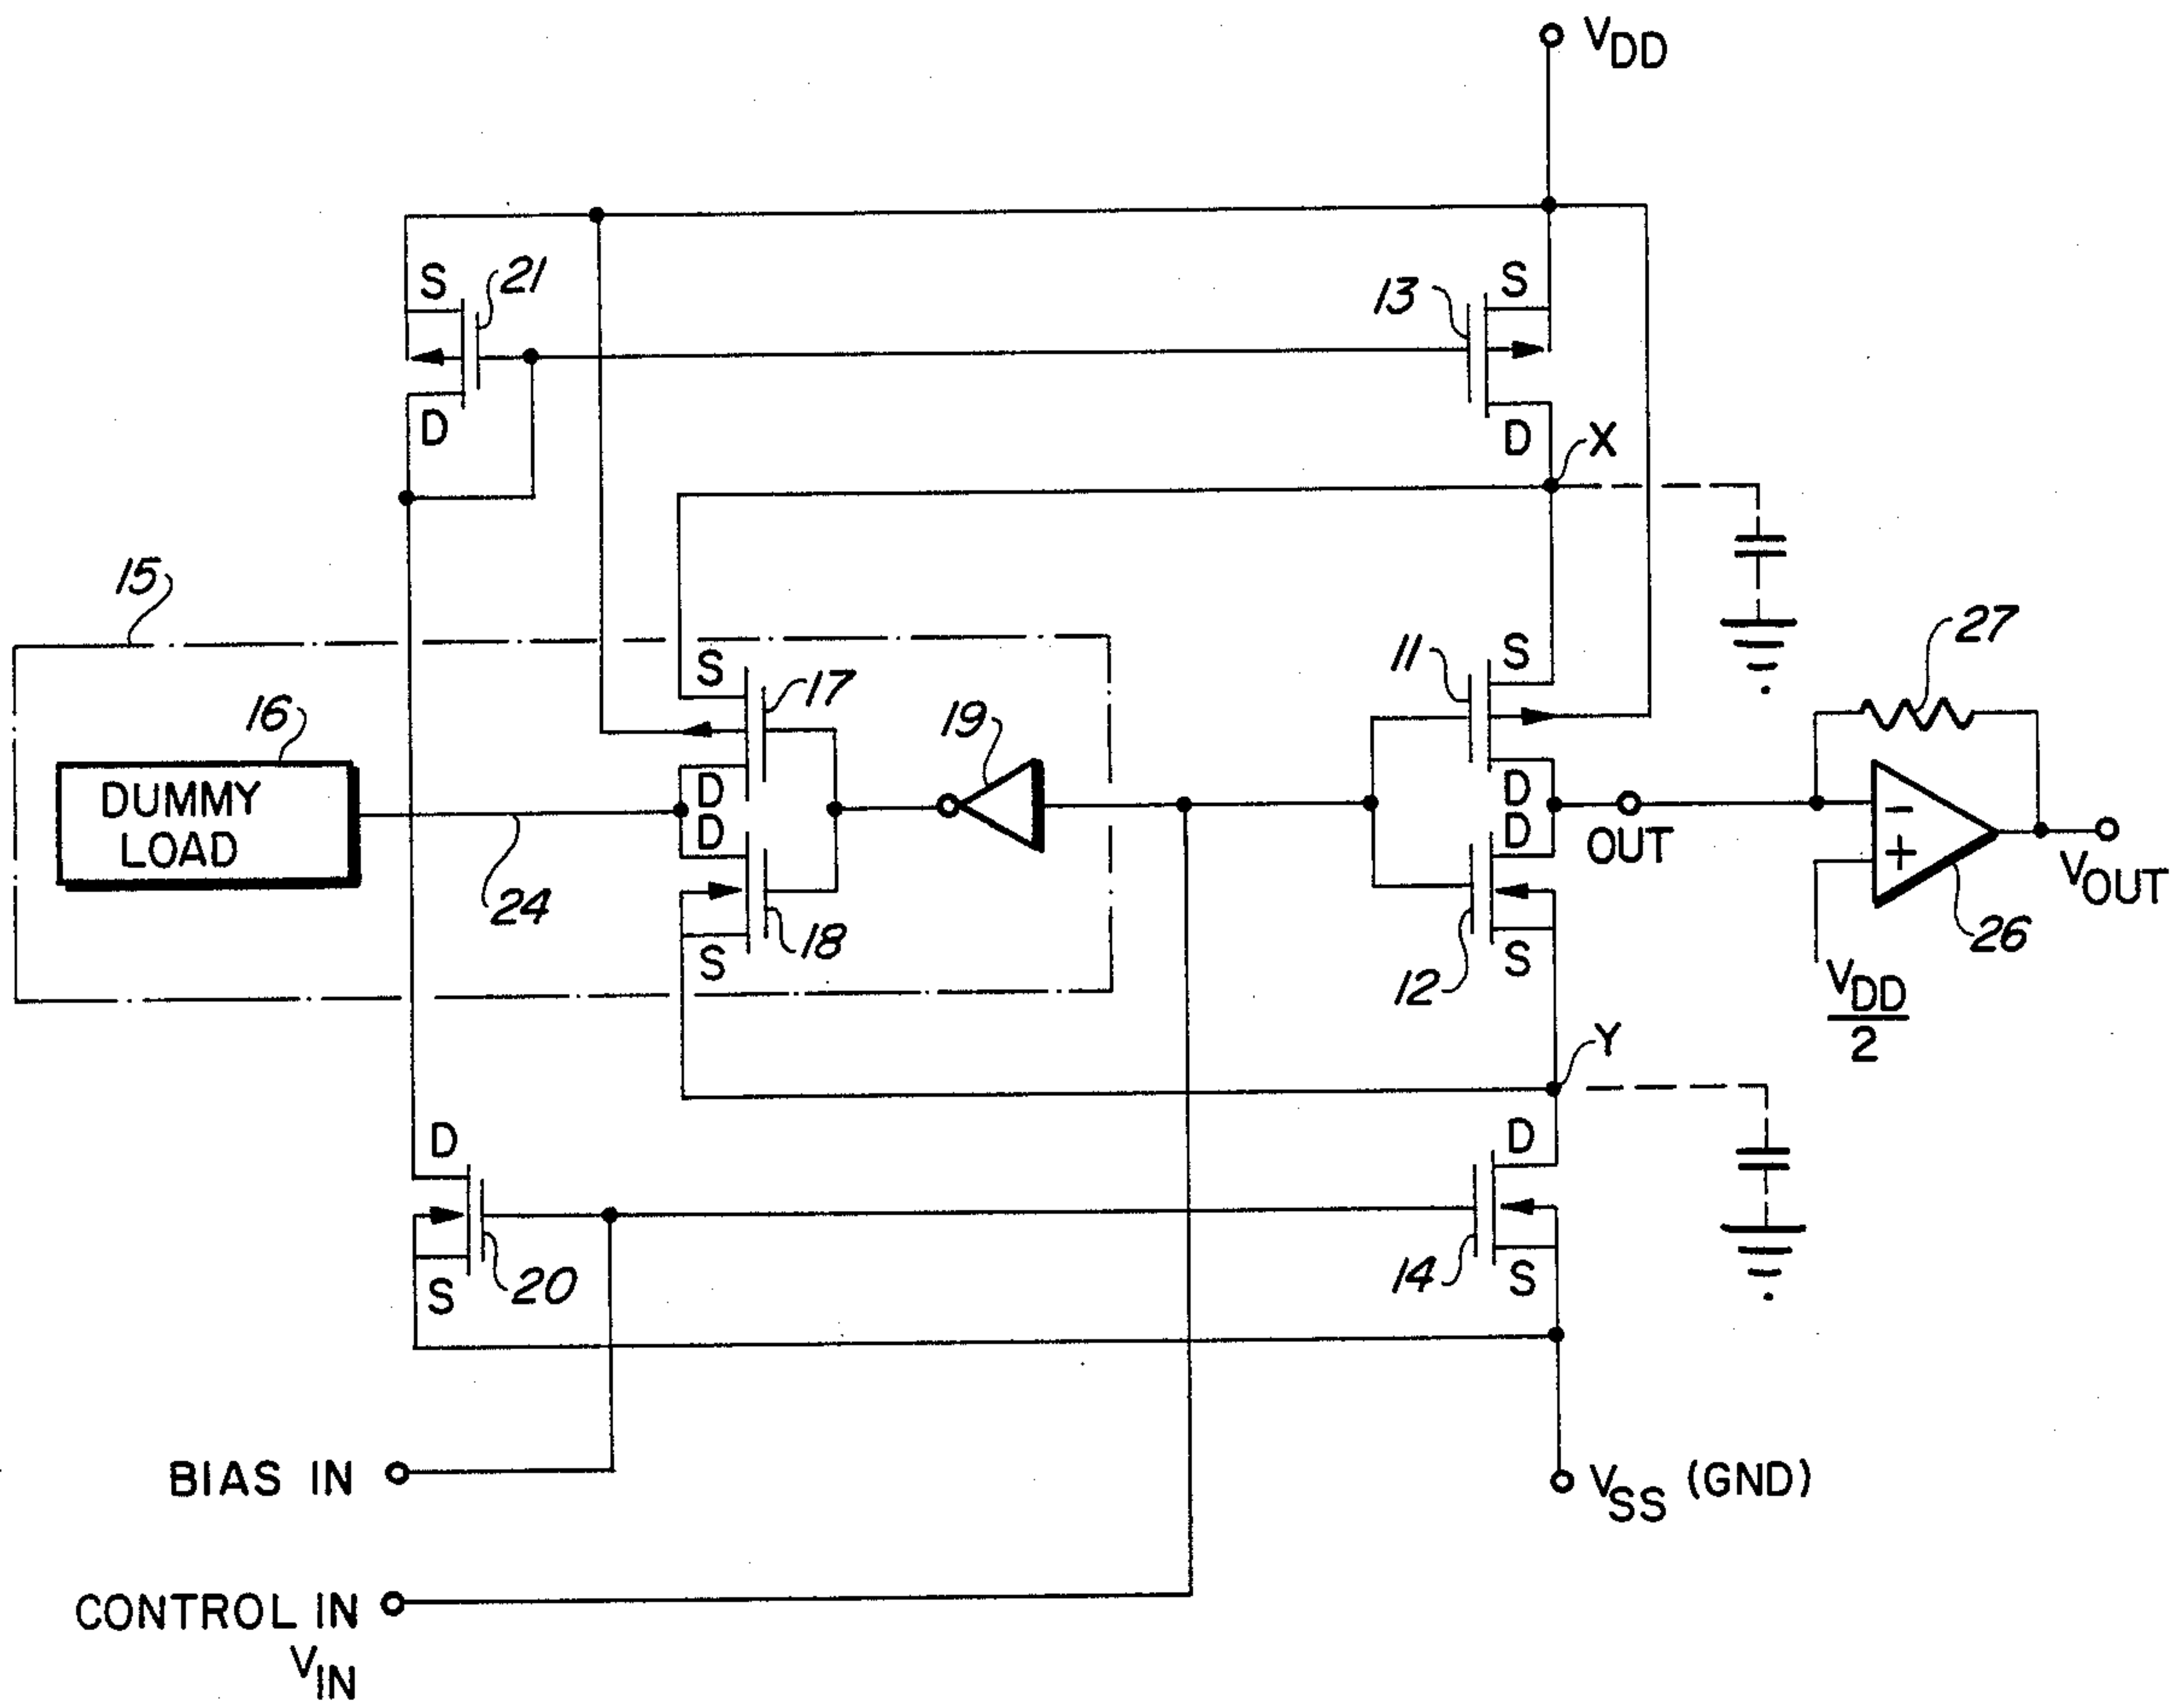 VDD
S
21
13
S
D
D
X
15
S
17
11
S
27
16
19
DUMMY
LOAD
D
D
D
D
OUT
VOUT
24
S
18
12
S
26
VDD
2
Y
D
D
S
20
14
S
BIAS IN
VSS (GND)
CONTROL IN
VIN